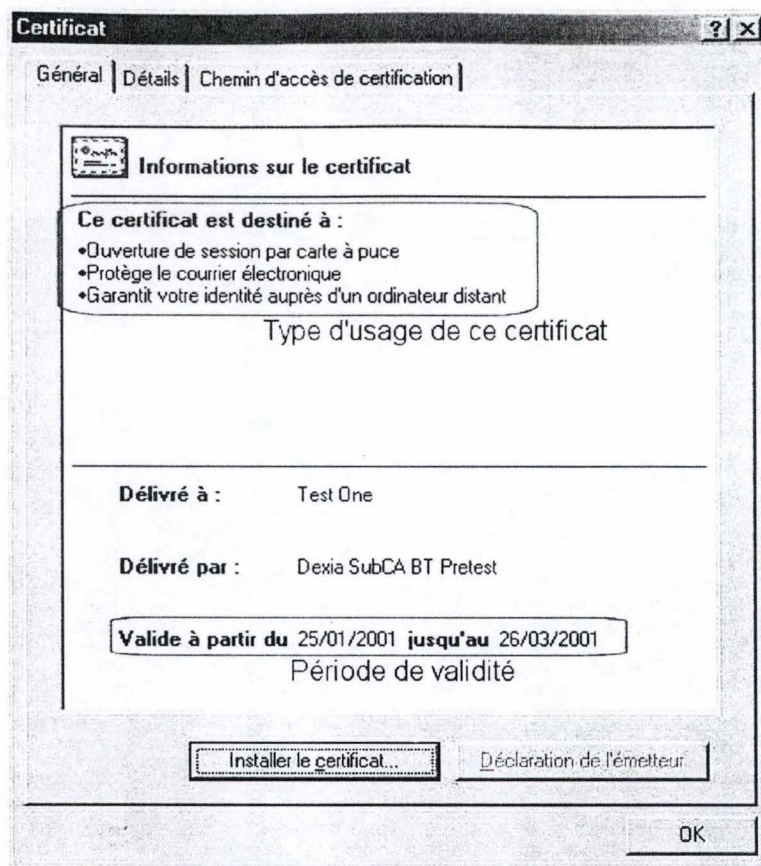 Certificat
Général Détails Chemin d'accès de certification
Informations sur le certificat
Ce certificat est destiné à :
•Ouverture de session par carte à puce
•Protège le courrier électronique
•Garantit votre identité auprès d'un ordinateur distant
Type d'usage de ce certificat
Délivré à : Test One
Délivré par : Dexia SubCA BT Pretest
Valide à partir du 25/01/2001 jusqu'au 26/03/2001
Période de validité
Installer le certificat... Déclaration de l'émetteur
OK